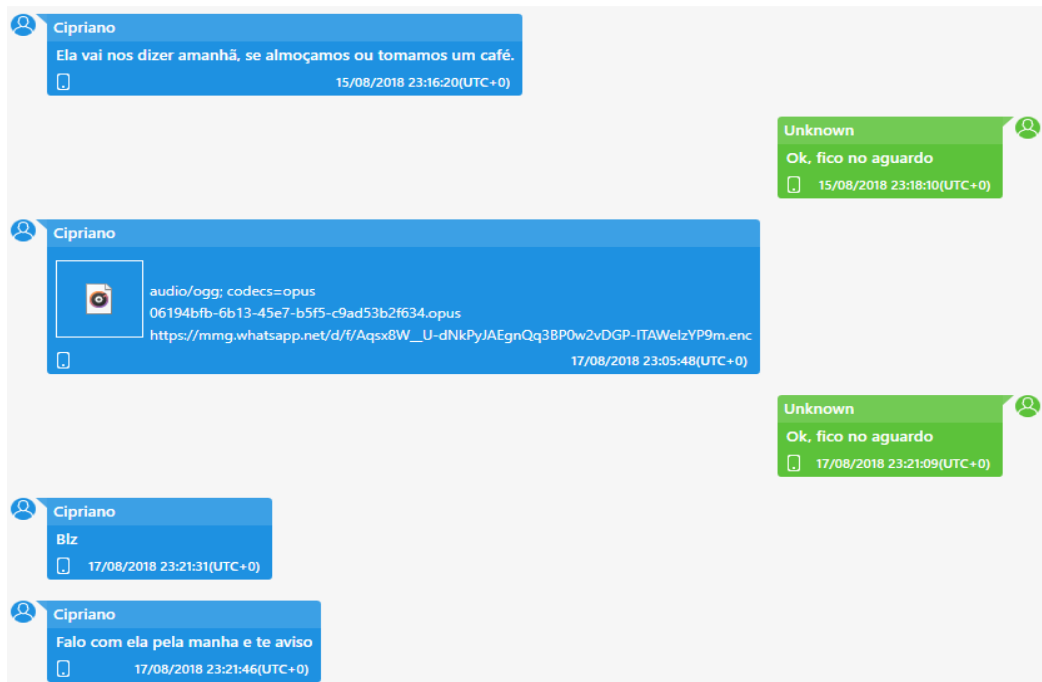 Cipriano
Ela vai nos dizer amanhã, se almoçamos ou tomamos um café.
15/08/2018 23:16:20(UTC+0)
Unknown
Ok, fico no aguardo
15/08/2018 23:18:10(UTC+0)
Cipriano
audio/ogg; codecs=opus
06194bfb-6b13-45e7-b5f5-c9ad53b2f634.opus
https://mmg.whatsapp.net/d/f/Aqsx8W__U-dNkPyJAEgnQq3BP0w2vDGP-ITAWelzYP9m.enc
17/08/2018 23:05:48(UTC+0)
Unknown
Ok, fico no aguardo
17/08/2018 23:21:09(UTC+0)
Cipriano
Blz
17/08/2018 23:21:31(UTC+0)
Cipriano
Falo com ela pela manha e te aviso
17/08/2018 23:21:46(UTC+0)